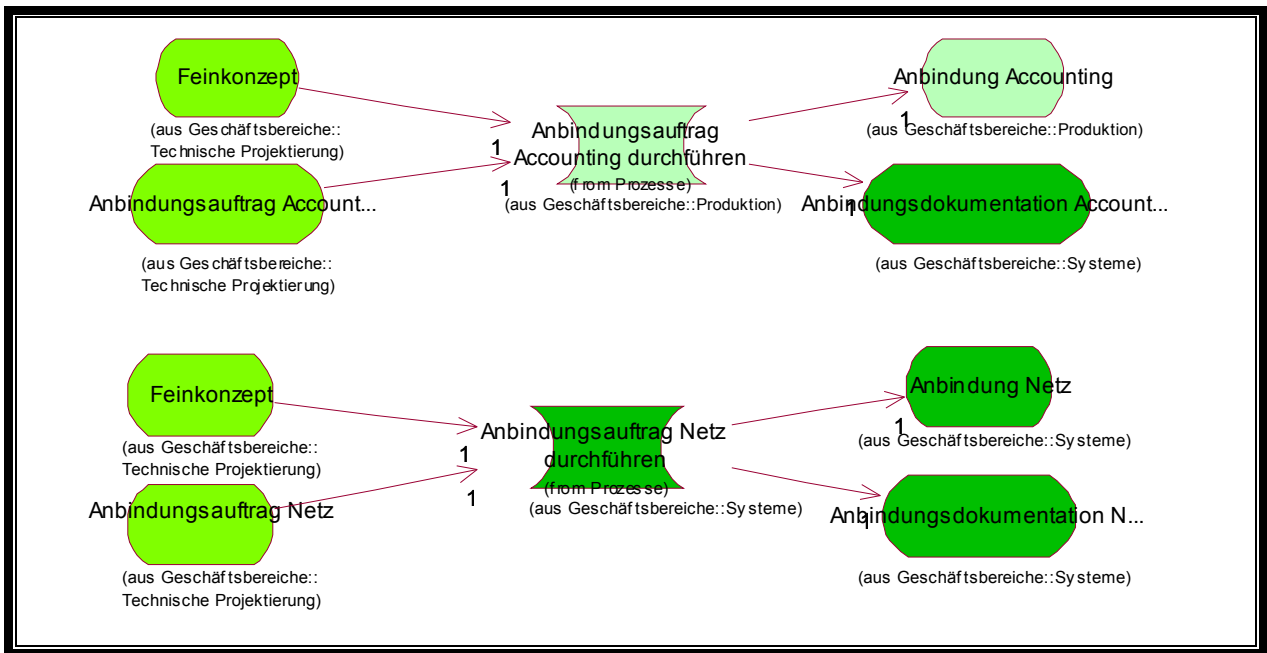 Feinkonzept
(aus Geschäftsbereiche::
Technische Projektierung)
Anbindungsauftrag Account...
(aus Geschäftsbereiche::
Technische Projektierung)
1
1
Anbindungsauftrag
Accounting durchführen
(from Prozesse)
(aus Geschäftsbereiche::Produktion)
Anbindung Accounting
1
(aus Geschäftsbereiche::Produktion)
Anbindungsdokumentation Account...
1
(aus Geschäftsbereiche::Systeme)
Feinkonzept
(aus Geschäftsbereiche::
Technische Projektierung)
Anbindungsauftrag Netz
(aus Geschäftsbereiche::
Technische Projektierung)
1
1
Anbindungsauftrag Netz
durchführen
(from Prozesse)
(aus Geschäftsbereiche::Systeme)
Anbindung Netz
1
(aus Geschäftsbereiche::Systeme)
Anbindungsdokumentation N...
1
(aus Geschäftsbereiche::Systeme)